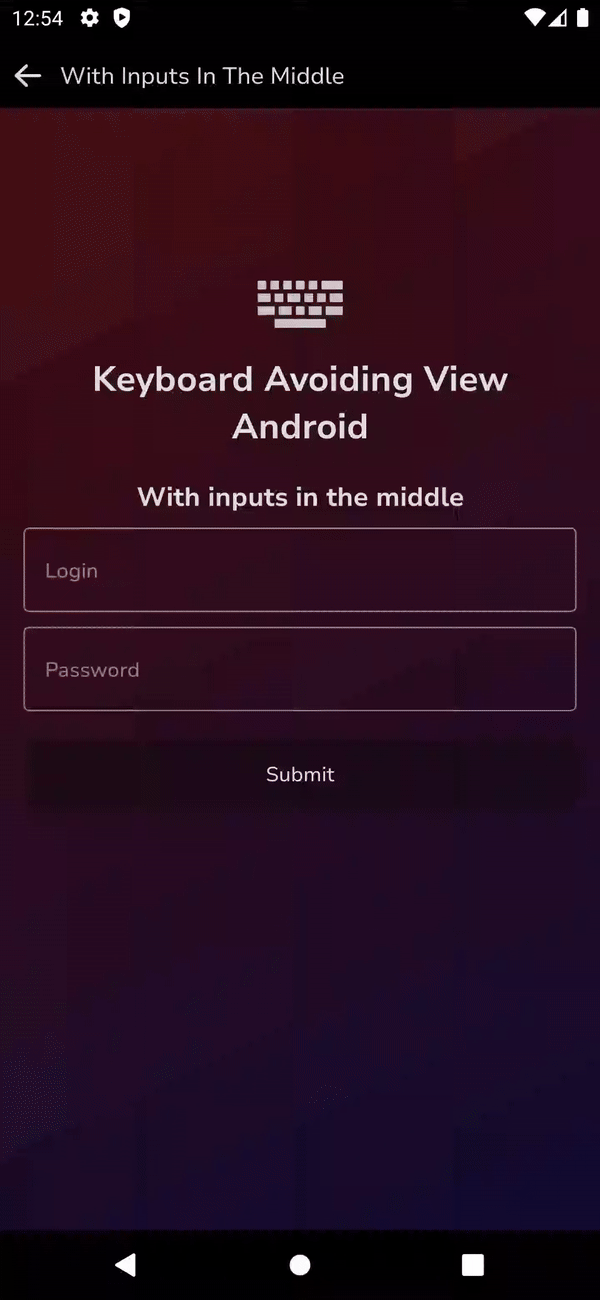 12:54
With Inputs In The Middle
Keyboard Avoiding View
Android
With inputs in the middle
Login
Password
Submit